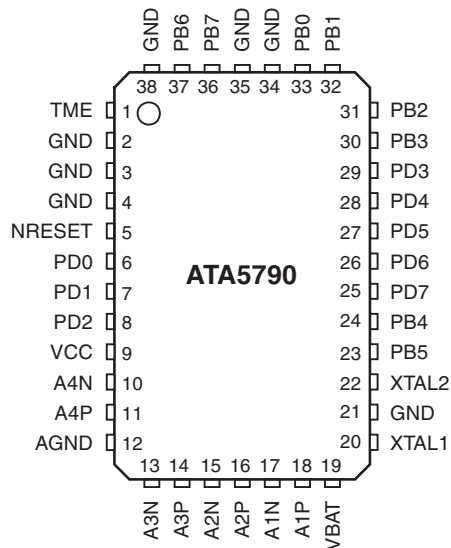 GND PB6 PB7 GND GND PB0 PB1
38 37 36 35 34 33 32
TME 1 31 PB2
GND 2 30 PB3
GND 3 29 PD3
GND 4 28 PD4
NRESET 5 27 PD5
PD0 6 26 PD6
ATA5790
PD1 7 25 PD7
PD2 8 24 PB4
VCC 9 23 PB5
A4N 10 22 XTAL2
A4P 11 21 GND
AGND 12 20 XTAL1
13 14 15 16 17 18 19
A3N A3P A2N A2P A1N A1P VBAT